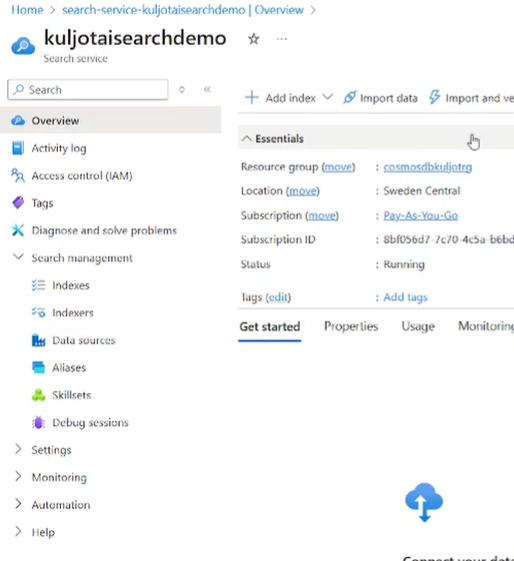 Home > search-service-kuljotaisearchdemo | Overview >
kuljotaisearchdemo
Search service
Search
Overview
Activity log
Access control (IAM)
Tags
Diagnose and solve problems
Search management
Indexes
Indexers
Data sources
Aliases
Skillsets
Debug sessions
Settings
Monitoring
Automation
Help
Add index Import data Import and ve
Essentials
Resource group (move) : cosmosdbkuljotrg
Location (move) : Sweden Central
Subscription (move) : Pay-As-You-Go
Subscription ID : 8bf056d7-7c70-4c5a-b6bd
Status : Running
Tags (edit) : Add tags
Get started Properties Usage Monitoring
Connect your data